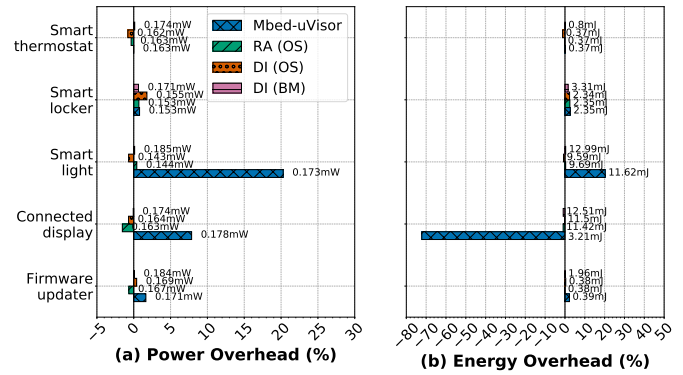 Smart thermostat
0.174mW
0.162mW
0.163mW
0.163mW
Smart locker
0.171mW
0.155mW
0.153mW
0.153mW
Smart light
0.185mW
0.143mW
0.144mW
0.173mW
Connected display
0.174mW
0.164mW
0.163mW
0.178mW
Firmware updater
0.184mW
0.169mW
0.167mW
0.171mW
Mbed-uVisor
RA (OS)
DI (OS)
DI (BM)
−5 0 5 10 15 20 25 30
(a) Power Overhead (%)
0.8mJ
0.37mJ
0.37mJ
0.37mJ
3.31mJ
2.34mJ
2.35mJ
2.35mJ
12.99mJ
9.59mJ
9.69mJ
11.62mJ
12.51mJ
11.5mJ
11.42mJ
3.21mJ
1.96mJ
0.38mJ
0.38mJ
0.39mJ
−80 −70 −60 −50 −40 −30 −20 −10 0 10 20 30 40 50
(b) Energy Overhead (%)